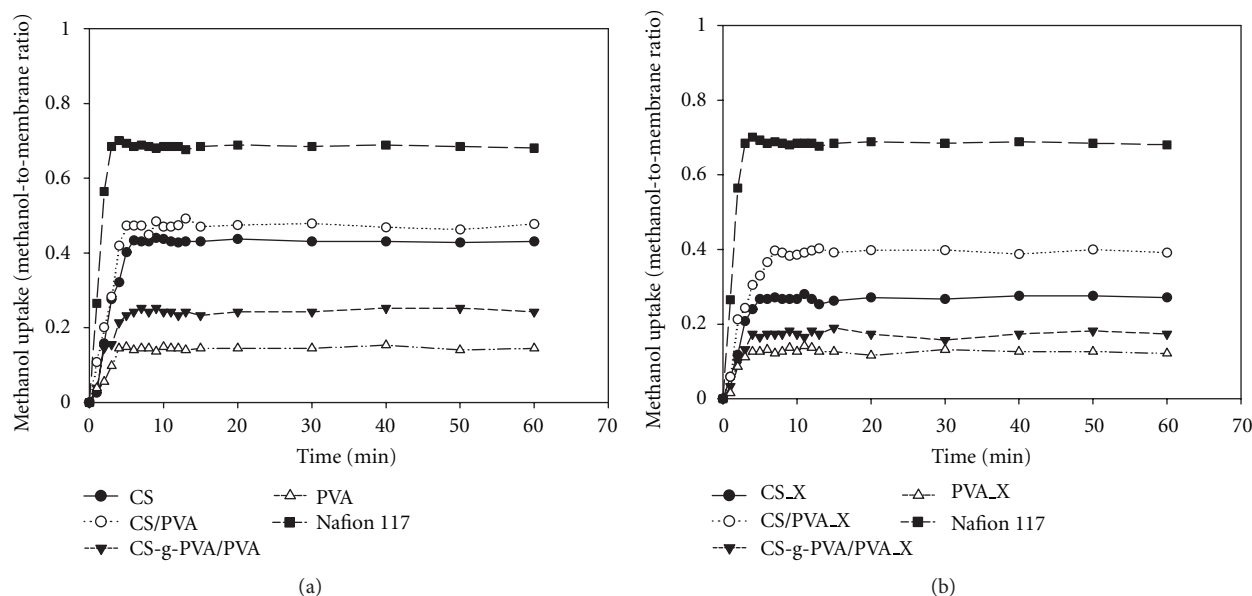 Methanol uptake (methanol-to-membrane ratio)
1
0.8
0.6
0.4
0.2
0
0 10 20 30 40 50 60 70
Time (min)
CS
CS/PVA
CS-g-PVA/PVA
PVA
Nafion 117
(a)
Methanol uptake (methanol-to-membrane ratio)
1
0.8
0.6
0.4
0.2
0
0 10 20 30 40 50 60 70
Time (min)
CS_X
CS/PVA_X
CS-g-PVA/PVA_X
PVA_X
Nafion 117
(b)